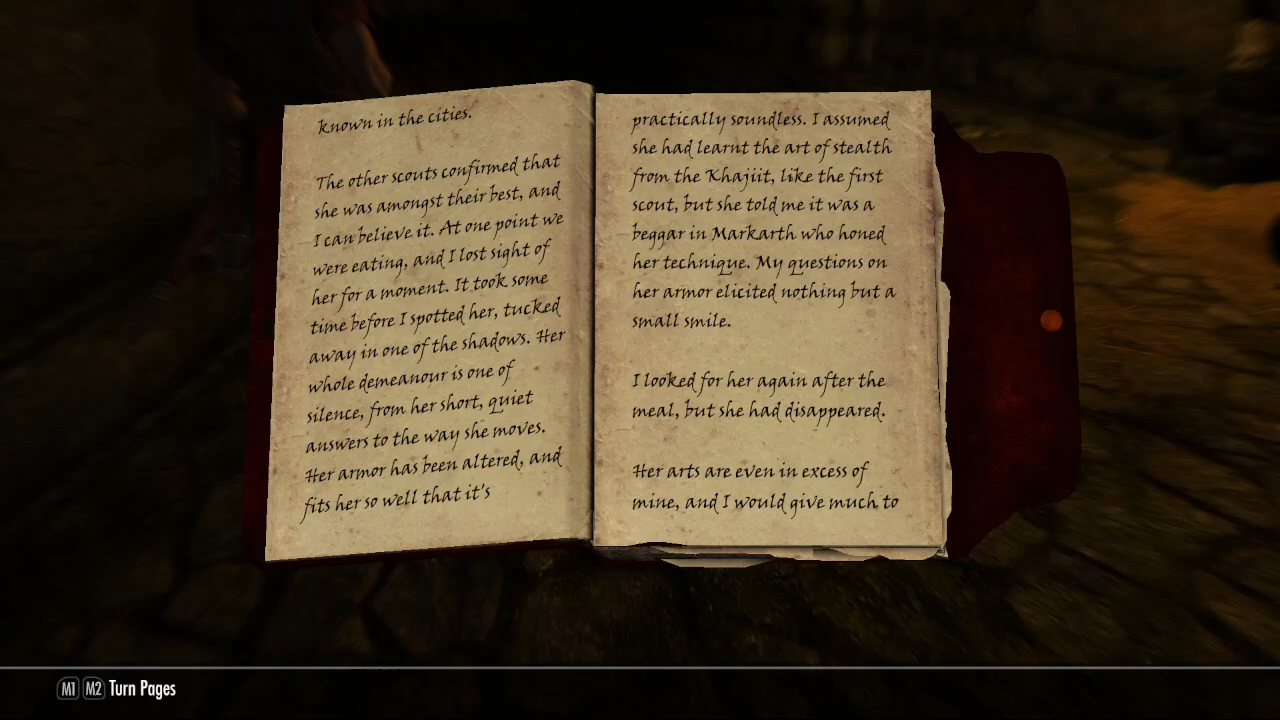 known in the cities.
The other scouts confirmed that
she was amongst their best, and
I can believe it. At one point we
were eating, and I lost sight of
her for a moment. It took some
time before I spotted her, tucked
away in one of the shadows. Her
whole demeanour is one of
silence, from her short, quiet
answers to the way she moves.
Her armor has been altered, and
fits her so well that it's
practically soundless. I assumed
she had learnt the art of stealth
from the Khajiit, like the first
scout, but she told me it was a
beggar in Markarth who honed
her technique. My questions on
her armor elicited nothing but a
small smile.
I looked for her again after the
meal, but she had disappeared.
Her arts are even in excess of
mine, and I would give much to
M1 M2 Turn Pages